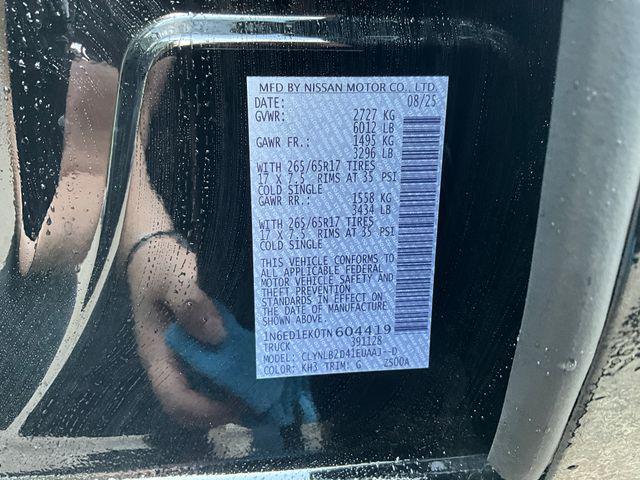 MFD BY NISSAN MOTOR CO., LTD.
DATE: 08/25
GVWR: 2727 KG
6012 LB
GAWR FR.: 1495 KG
3296 LB
WITH 265/65R17 TIRES
17 X 7.5 RIMS AT 35 PSI
COLD SINGLE
GAWR RR.: 1558 KG
3434 LB
WITH 265/65R17 TIRES
17 X 7.5 RIMS AT 35 PSI
COLD SINGLE
THIS VEHICLE CONFORMS TO
ALL APPLICABLE FEDERAL
MOTOR VEHICLE SAFETY AND
THEFT PREVENTION
STANDARDS IN EFFECT ON
THE DATE OF MANUFACTURE
SHOWN ABOVE
1N6ED1EK0TN604419
TRUCK 391128
MODEL: CLYNLBZD41EUAAJ--D
COLOR: KH3 TRIM: G 2S00A